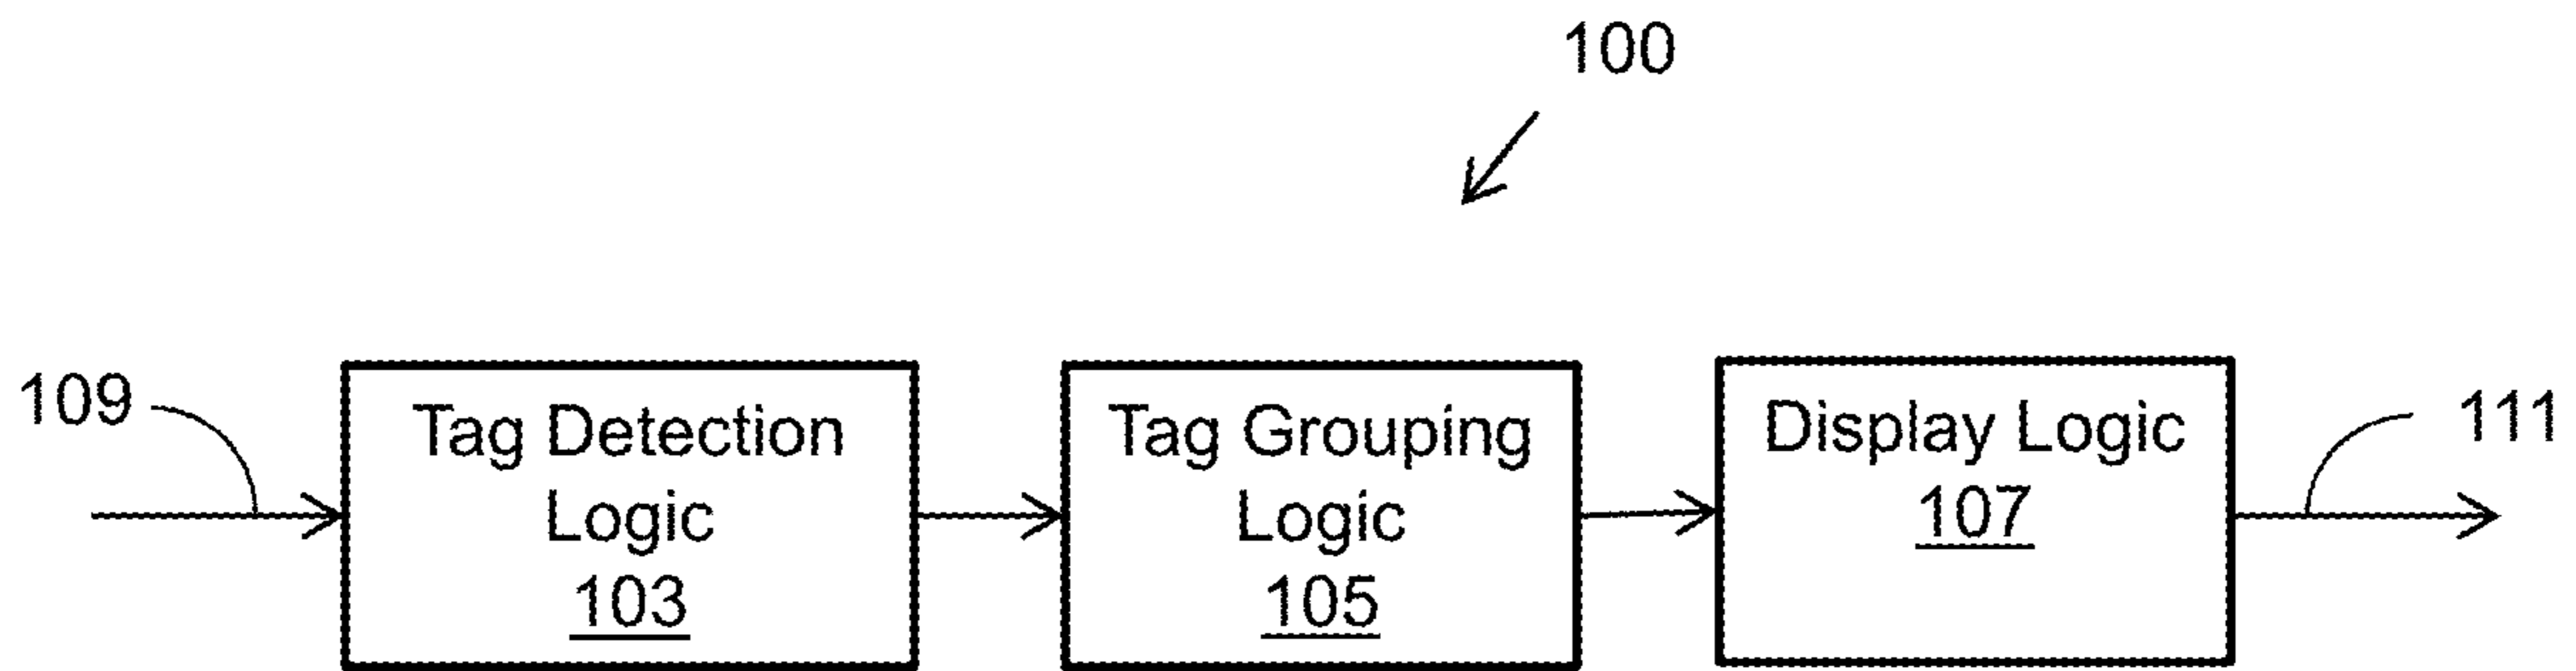 100
109
Tag Detection
Logic
103
Tag Grouping
Logic
105
Display Logic
107
111